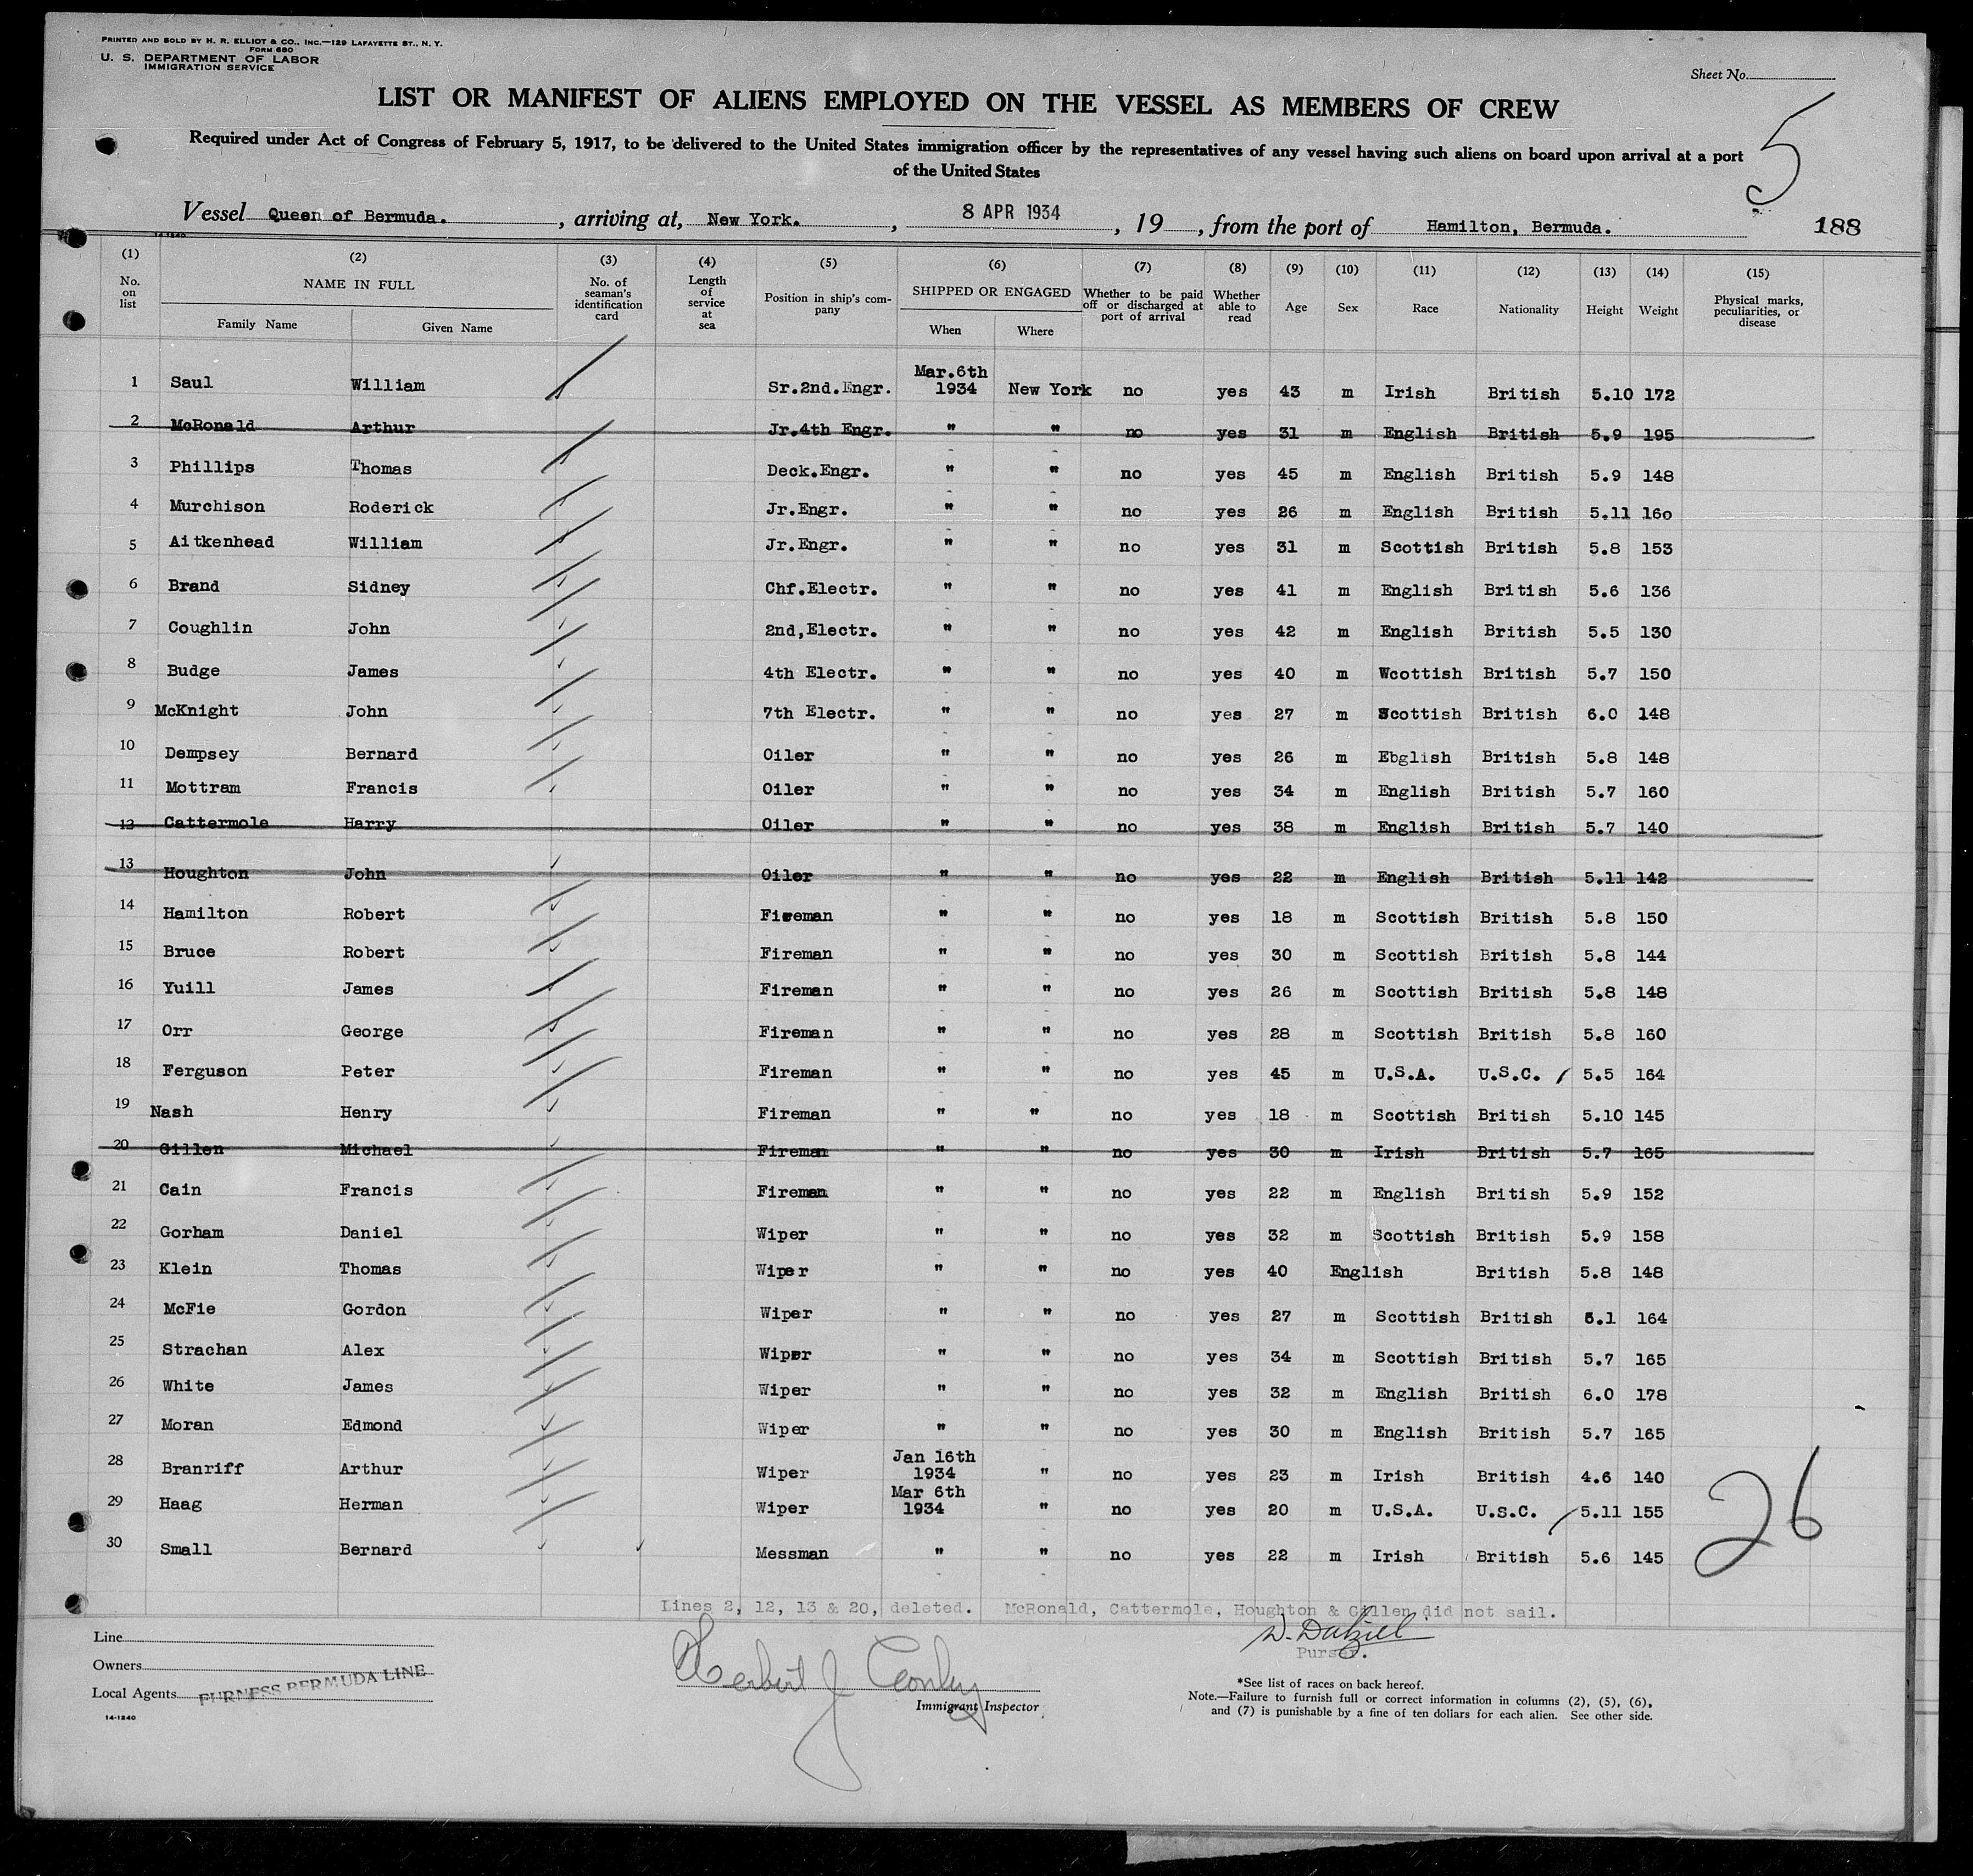 PRINTED AND SOLD BY H. R. ELLIOT & CO., INC.—129 LAFAYETTE ST., N. Y.
FORM 680
U. S. DEPARTMENT OF LABOR
IMMIGRATION SERVICE
Sheet No.
LIST OR MANIFEST OF ALIENS EMPLOYED ON THE VESSEL AS MEMBERS OF CREW
5
Required under Act of Congress of February 5, 1917, to be delivered to the United States immigration officer by the representatives of any vessel having such aliens on board upon arrival at a port
of the United States
Vessel Queen of Bermuda. , arriving at, New York. , 8 APR 1934 , 19 , from the port of Hamilton, Bermuda. 188
14-1240
(1) (2) (3) (4) (5) (6) (7) (8) (9) (10) (11) (12) (13) (14) (15)
No. on list NAME IN FULL Family Name Given Name No. of seaman's identification card Length of service at sea Position in ship's company SHIPPED OR ENGAGED When Where Whether to be paid off or discharged at port of arrival Whether able to read Age Sex Race Nationality Height Weight Physical marks, peculiarities, or disease
1 Saul William Sr.2nd.Engr. Mar.6th 1934 New York no yes 43 m Irish British 5.10 172
2 McRonald Arthur Jr.4th Engr. " " no yes 31 m English British 5.9 195
3 Phillips Thomas Deck.Engr. " " no yes 45 m English British 5.9 148
4 Murchison Roderick Jr.Engr. " " no yes 26 m English British 5.11 160
5 Aitkenhead William Jr.Engr. " " no yes 31 m Scottish British 5.8 153
6 Brand Sidney Chf.Electr. " " no yes 41 m English British 5.6 136
7 Coughlin John 2nd,Electr. " " no yes 42 m English British 5.5 130
8 Budge James 4th Electr. " " no yes 40 m Wcottish British 5.7 150
9 McKnight John 7th Electr. " " no yes 27 m Scottish British 6.0 148
10 Dempsey Bernard Oiler " " no yes 26 m Ebglish British 5.8 148
11 Mottram Francis Oiler " " no yes 34 m English British 5.7 160
12 Cattermole Harry Oiler " " no yes 38 m English British 5.7 140
13 Houghton John Oiler " " no yes 22 m English British 5.11 142
14 Hamilton Robert Fireman " " no yes 18 m Scottish British 5.8 150
15 Bruce Robert Fireman " " no yes 30 m Scottish British 5.8 144
16 Yuill James Fireman " " no yes 26 m Scottish British 5.8 148
17 Orr George Fireman " " no yes 28 m Scottish British 5.8 160
18 Ferguson Peter Fireman " " no yes 45 m U.S.A. U.S.C. 5.5 164
19 Nash Henry Fireman " " no yes 18 m Scottish British 5.10 145
20 Gillen Michael Fireman " " no yes 30 m Irish British 5.7 165
21 Cain Francis Fireman " " no yes 22 m English British 5.9 152
22 Gorham Daniel Wiper " " no yes 32 m Scottish British 5.9 158
23 Klein Thomas Wiper " " no yes 40 English British 5.8 148
24 McFie Gordon Wiper " " no yes 27 m Scottish British 6.1 164
25 Strachan Alex Wiper " " no yes 34 m Scottish British 5.7 165
26 White James Wiper " " no yes 32 m English British 6.0 178
27 Moran Edmond Wiper " " no yes 30 m English British 5.7 165
28 Branriff Arthur Wiper Jan 16th 1934 " no yes 23 m Irish British 4.6 140
29 Haag Herman Wiper Mar 6th 1934 " no yes 20 m U.S.A. U.S.C. 5.11 155
30 Small Bernard Messman " " no yes 22 m Irish British 5.6 145
26
Lines 2, 12, 13 & 20, deleted. McRonald, Cattermole, Houghton & Gillen did not sail.
Line
Owners
Local Agents FURNESS BERMUDA LINE
14-1240
Herbert J Conley
Immigrant Inspector
D. Dalziel
Purser.
*See list of races on back hereof.
Note.—Failure to furnish full or correct information in columns (2), (5), (6),
and (7) is punishable by a fine of ten dollars for each alien. See other side.